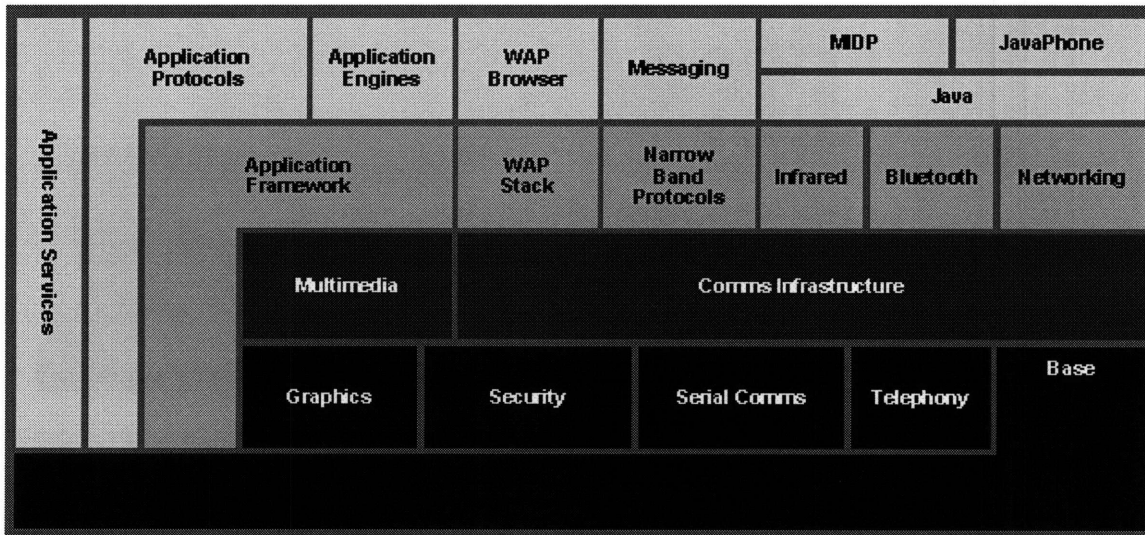 Application Services
Application
Protocols
Application
Engines
WAP
Browser
Messaging
MIDP
JavaPhone
Java
Application
Framework
WAP
Stack
Narrow
Band
Protocols
Infrared
Bluetooth
Networking
Multimedia
Comms Infrastructure
Graphics
Security
Serial Comms
Telephony
Base